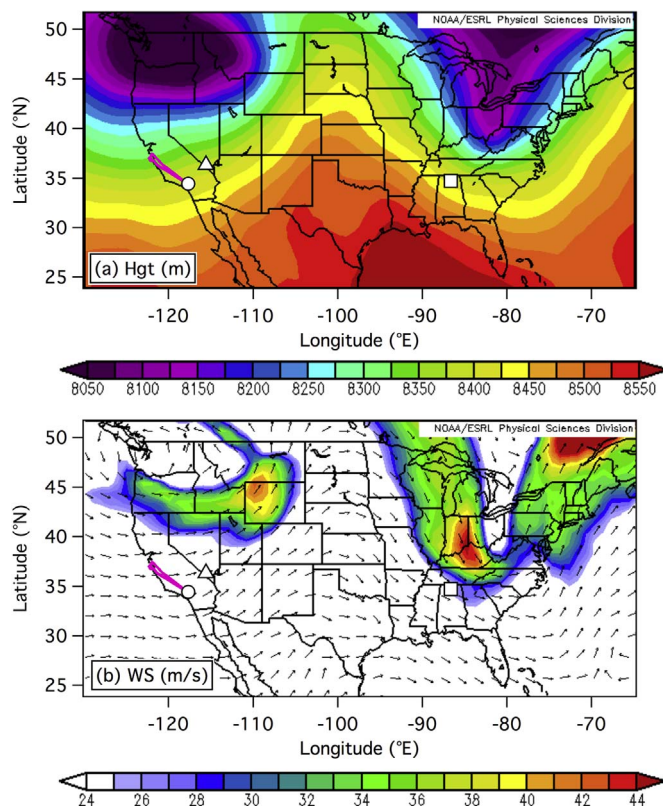 NOAA/ESRL Physical Sciences Division
50
45
40
35
30
25
Latitude (°N)
(a) Hgt (m)
-120 -110 -100 -90 -80 -70
Longitude (°E)
8050 8100 8150 8200 8250 8300 8350 8400 8450 8500 8550
NOAA/ESRL Physical Sciences Division
50
45
40
35
30
25
Latitude (°N)
(b) WS (m/s)
-120 -110 -100 -90 -80 -70
Longitude (°E)
24 26 28 30 32 34 36 38 40 42 44